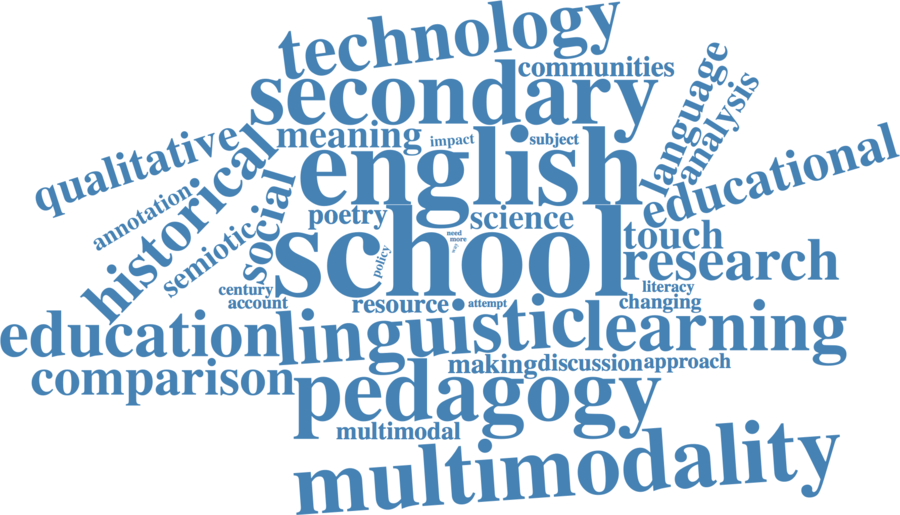 technology
communities
secondary
language
analysis
qualitative
meaning
impact
subject
historical
english
educational
annotation
social
semiotic
poetry
science
school
need
more
way
policy
touch
research
century
literacy
account
resource
attempt
changing
education
linguistic
learning
comparison
making
discussion
approach
pedagogy
multimodal
multimodality